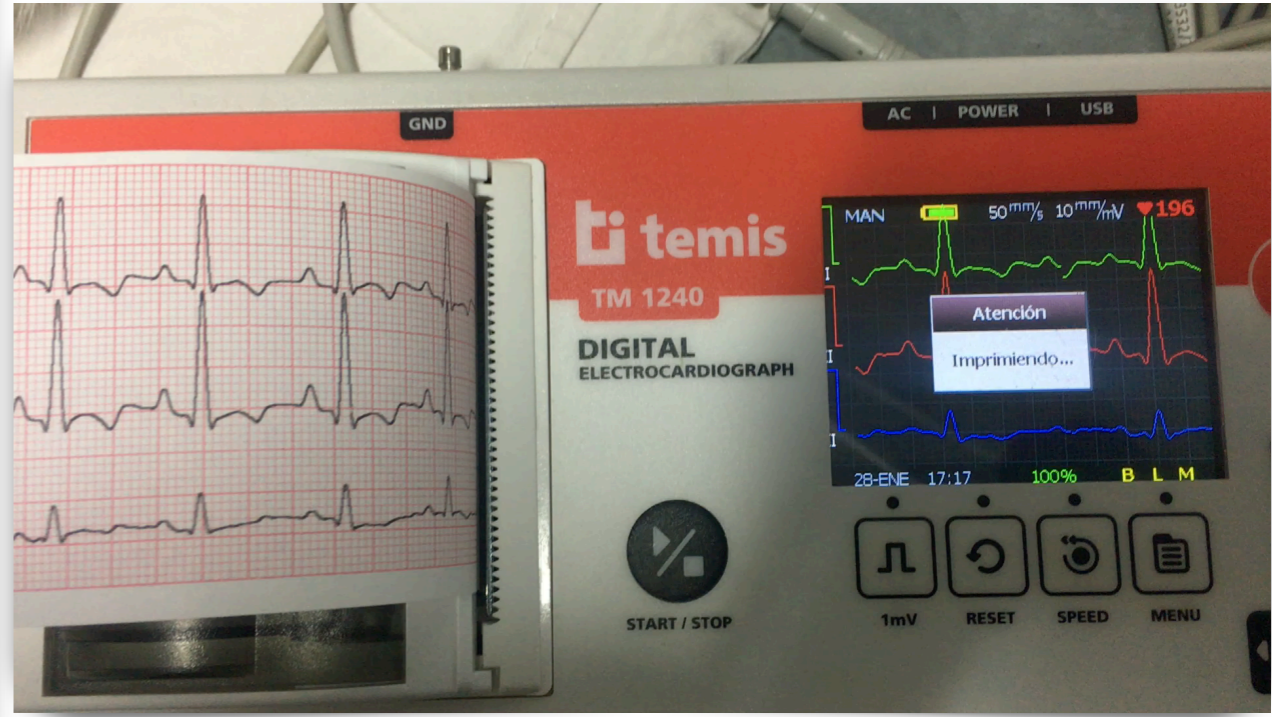 GND
AC | POWER | USB
ti temis
TM 1240
DIGITAL
ELECTROCARDIOGRAPH
MAN 50mm/s 10mm/mV ♥196
I
Atención
Imprimiendo...
I
I
28-ENE 17:17 100% B L M
START / STOP
1mV RESET SPEED MENU